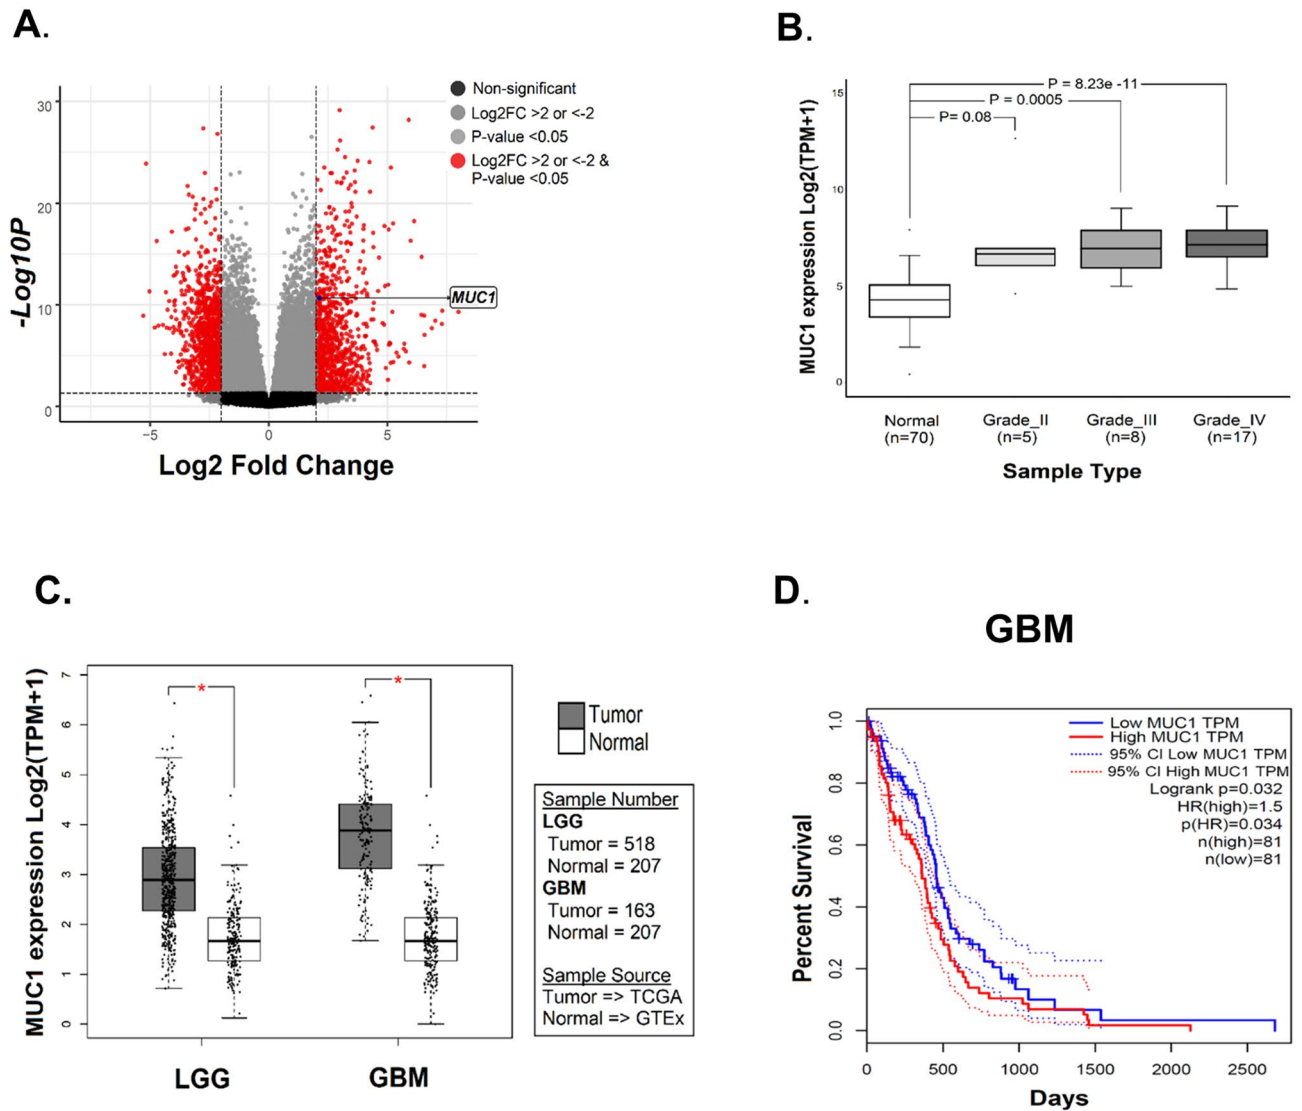 A.
30
20
10
0
-Log10P
−5
0
5
Log2 Fold Change
Non-significant
Log2FC >2 or <-2
P-value <0.05
Log2FC >2 or <-2 &
P-value <0.05
MUC1
B.
MUC1 expression Log2(TPM+1)
15
10
5
0
P = 8.23e -11
P = 0.0005
P= 0.08
Normal
(n=70)
Grade_II
(n=5)
Grade_III
(n=8)
Grade_IV
(n=17)
Sample Type
C.
MUC1 expression Log2(TPM+1)
7
6
5
4
3
2
1
0
*
*
LGG
GBM
Tumor
Normal
Sample Number
LGG
Tumor = 518
Normal = 207
GBM
Tumor = 163
Normal = 207
Sample Source
Tumor => TCGA
Normal => GTEx
D.
GBM
Percent Survival
1.0
0.8
0.6
0.4
0.2
0.0
Low MUC1 TPM
High MUC1 TPM
95% CI Low MUC1 TPM
95% CI High MUC1 TPM
Logrank p=0.032
HR(high)=1.5
p(HR)=0.034
n(high)=81
n(low)=81
0
500
1000
1500
2000
2500
Days